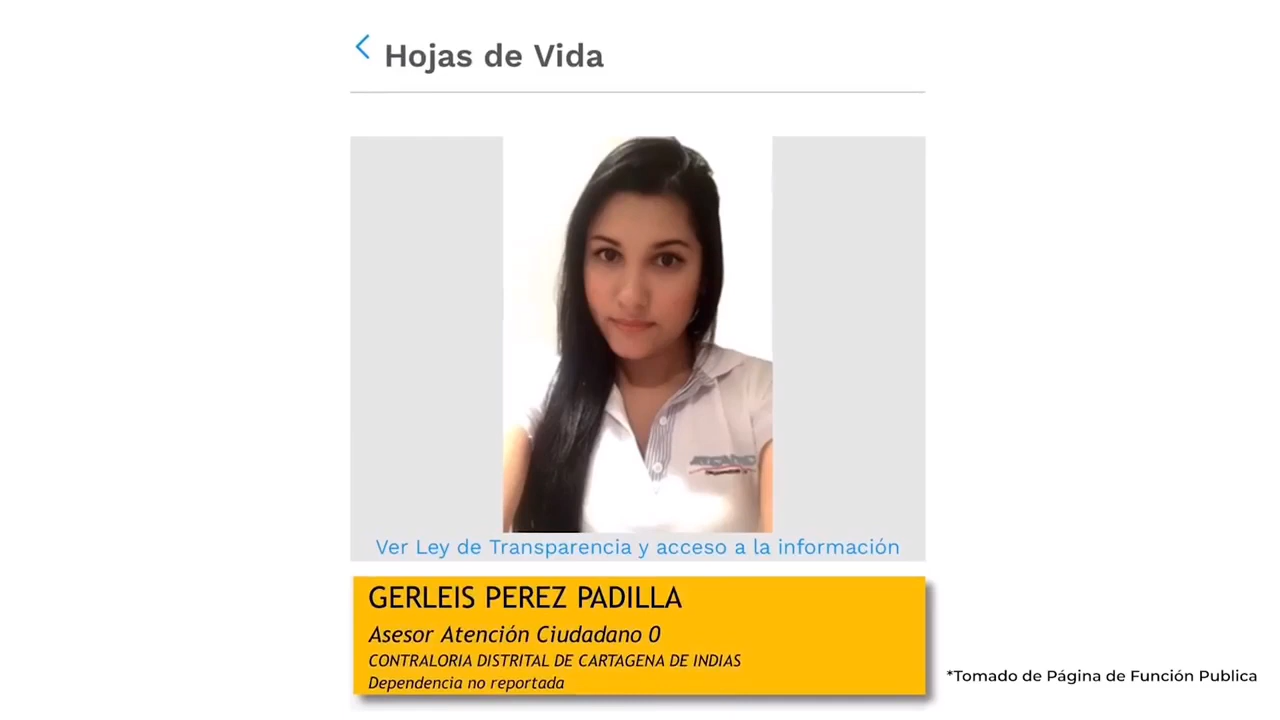 Hojas de Vida
Ver Ley de Transparencia y acceso a la información
GERLEIS PEREZ PADILLA
Asesor Atención Ciudadano 0
CONTRALORIA DISTRITAL DE CARTAGENA DE INDIAS
Dependencia no reportada
*Tomado de Página de Función Publica